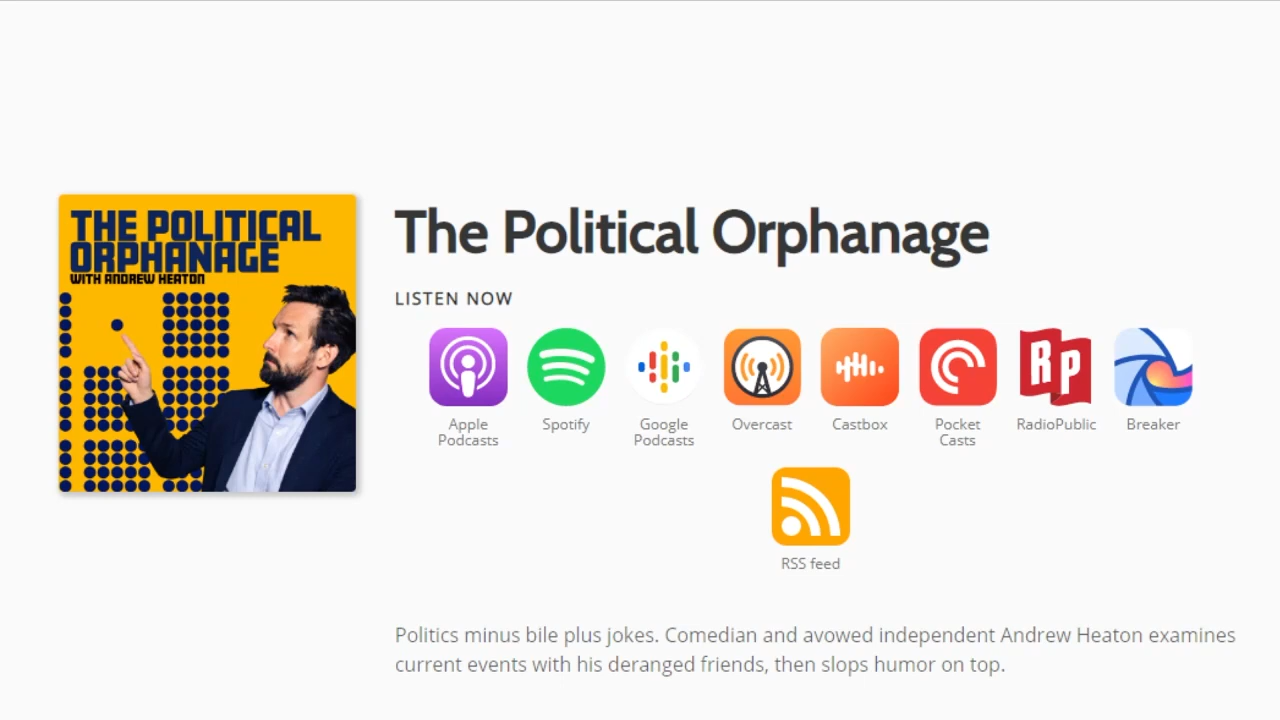 THE POLITICAL
ORPHANAGE
WITH ANDREW HEATON
The Political Orphanage
LISTEN NOW
Apple
Podcasts
Spotify
Google
Podcasts
Overcast
Castbox
Pocket
Casts
RP
RadioPublic
Breaker
RSS feed
Politics minus bile plus jokes. Comedian and avowed independent Andrew Heaton examines
current events with his deranged friends, then slops humor on top.